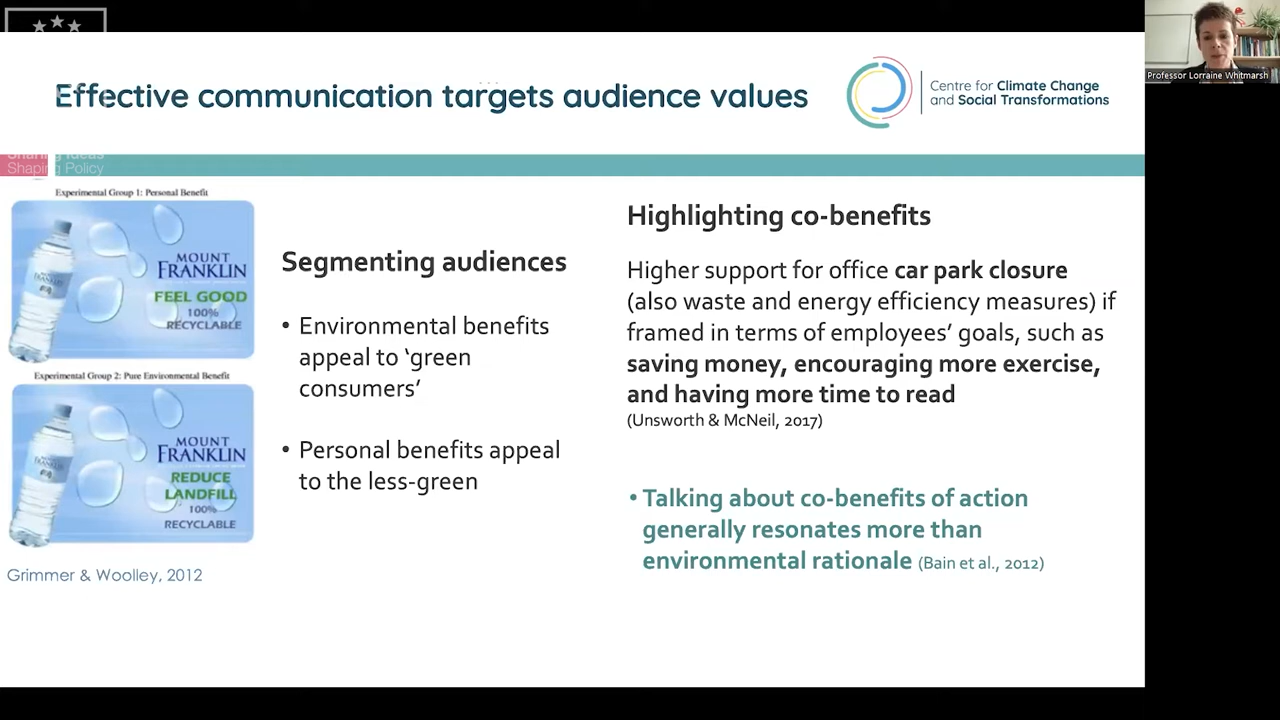 Effective communication targets audience values
Centre for Climate Change
and Social Transformations
Professor Lorraine Whitmarsh
Sharing Ideas
Shaping Policy
Experimental Group 1: Personal Benefit
MOUNT
FRANKLIN
FEEL GOOD
100%
RECYCLABLE
Experimental Group 2: Pure Environmental Benefit
MOUNT
FRANKLIN
REDUCE
LANDFILL
100%
RECYCLABLE
Grimmer & Woolley, 2012
Segmenting audiences
• Environmental benefits
appeal to ‘green
consumers’
• Personal benefits appeal
to the less-green
Highlighting co-benefits
Higher support for office car park closure
(also waste and energy efficiency measures) if
framed in terms of employees’ goals, such as
saving money, encouraging more exercise,
and having more time to read
(Unsworth & McNeil, 2017)
• Talking about co-benefits of action
generally resonates more than
environmental rationale (Bain et al., 2012)